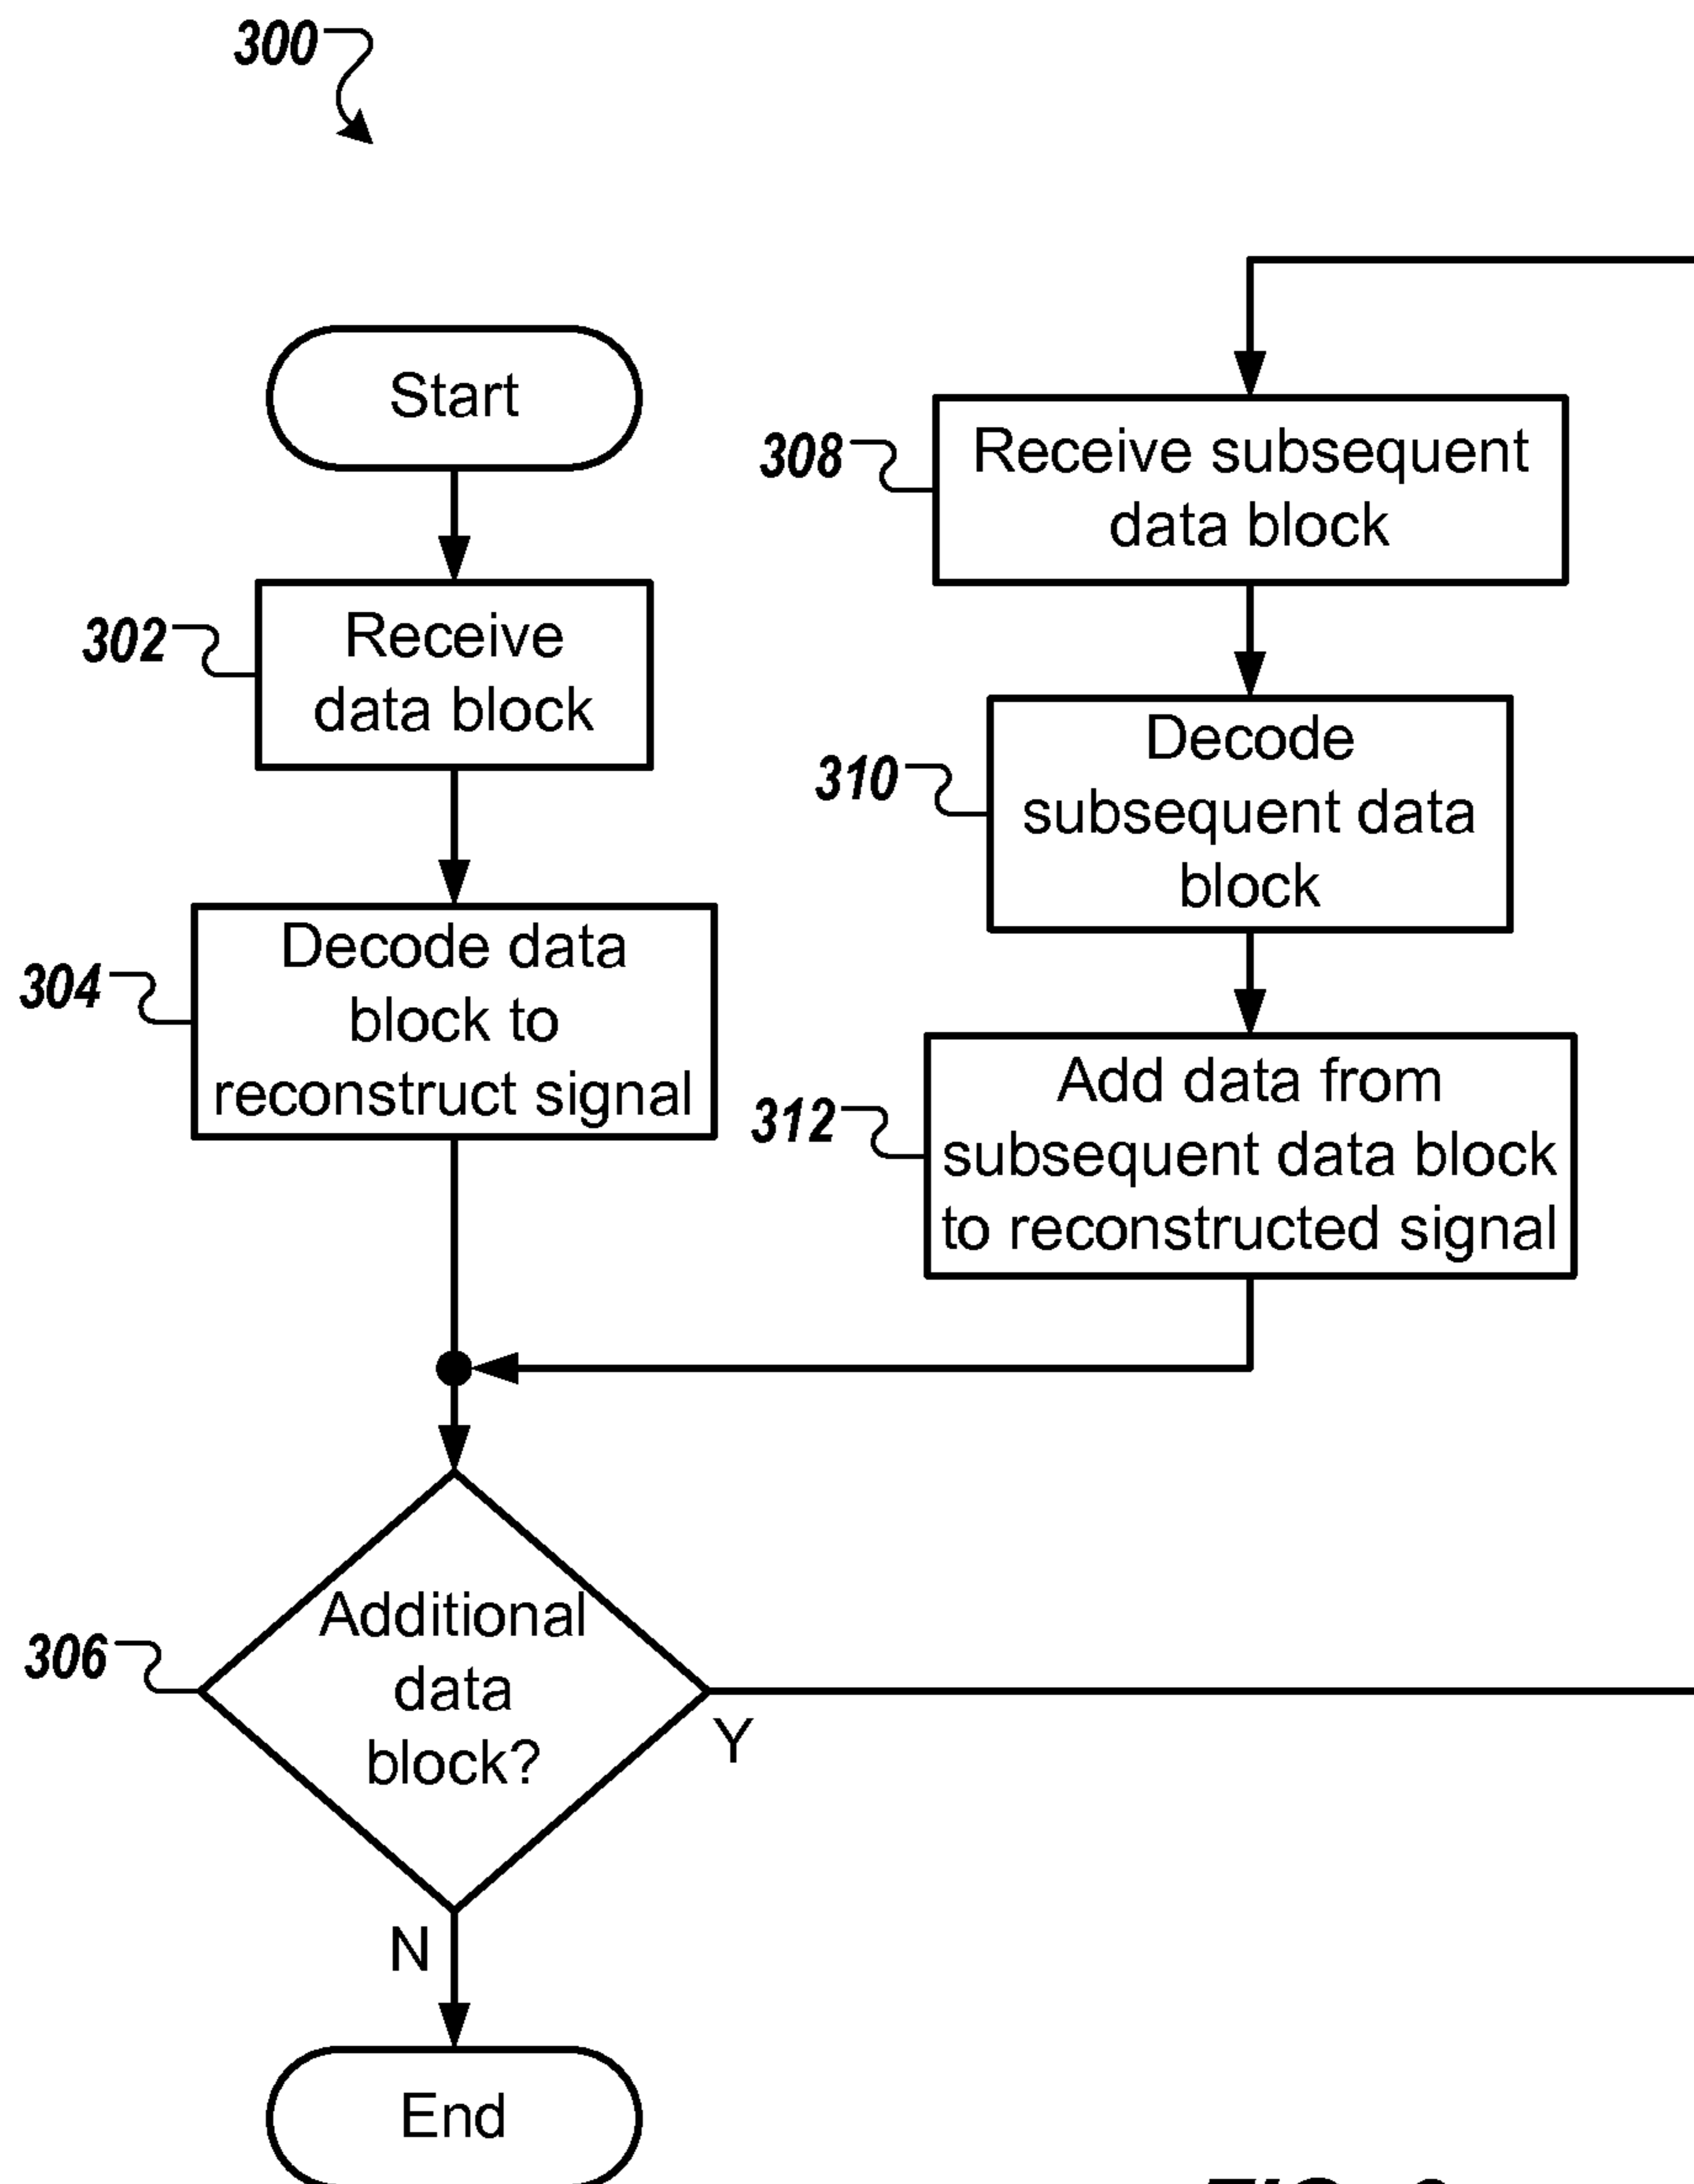 300
Start
302
Receive
data block
304
Decode data
block to
reconstruct signal
306
Additional
data
block?
Y
N
End
308
Receive subsequent
data block
310
Decode
subsequent data
block
312
Add data from
subsequent data block
to reconstructed signal